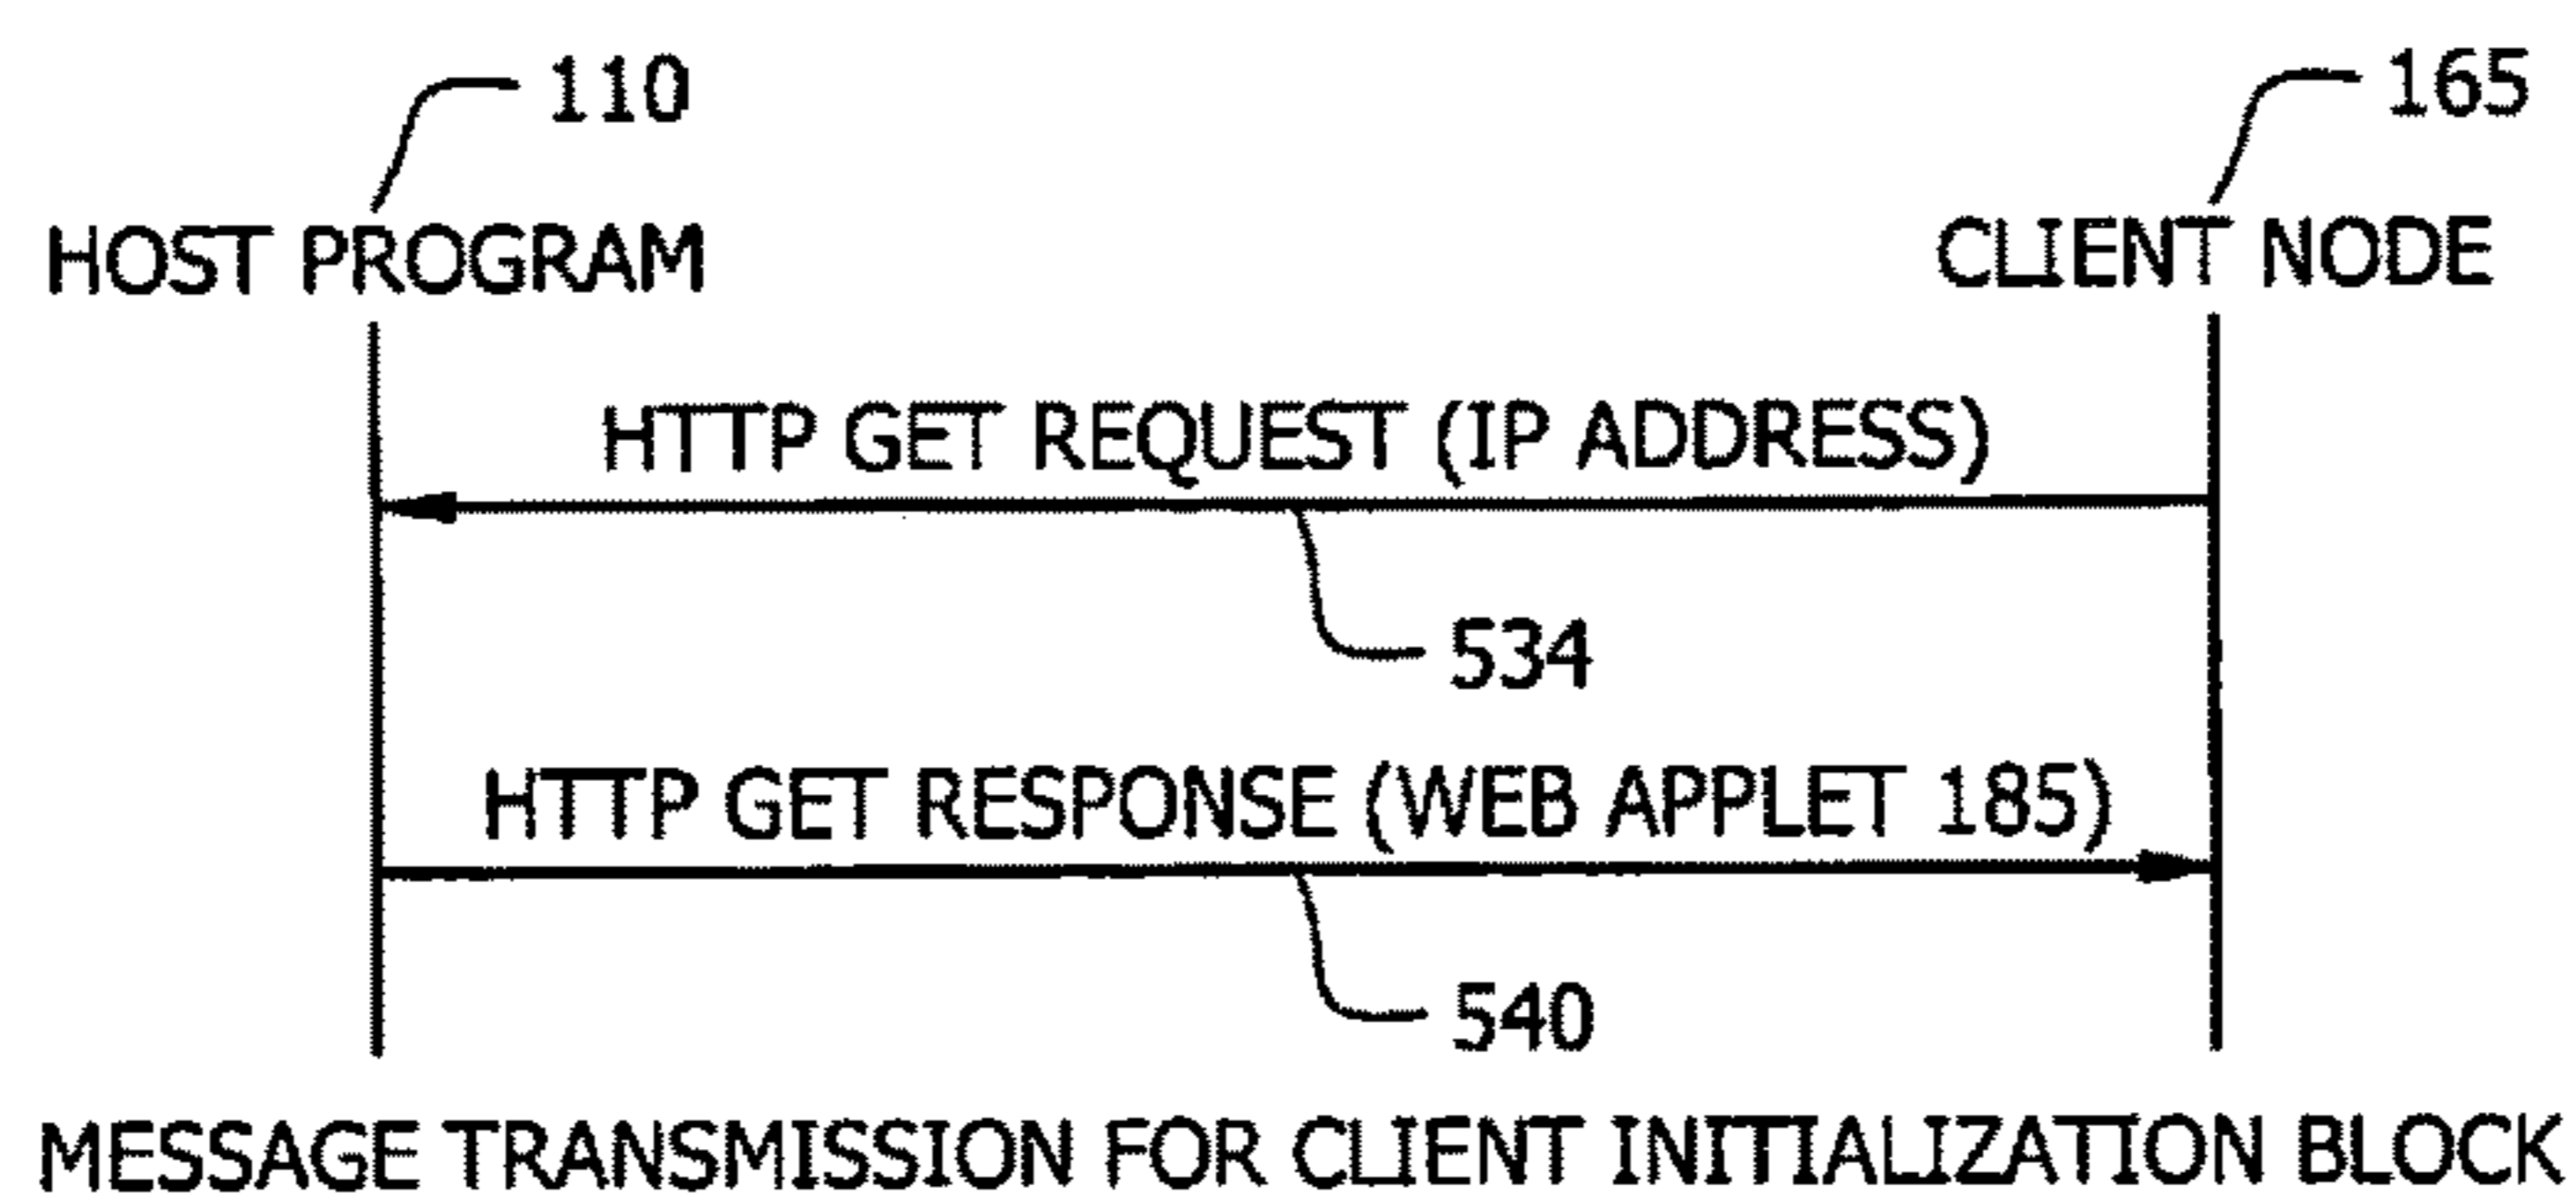 110
165
HOST PROGRAM
CLIENT NODE
HTTP GET REQUEST (IP ADDRESS)
534
HTTP GET RESPONSE (WEB APPLET 185)
540
MESSAGE TRANSMISSION FOR CLIENT INITIALIZATION BLOCK